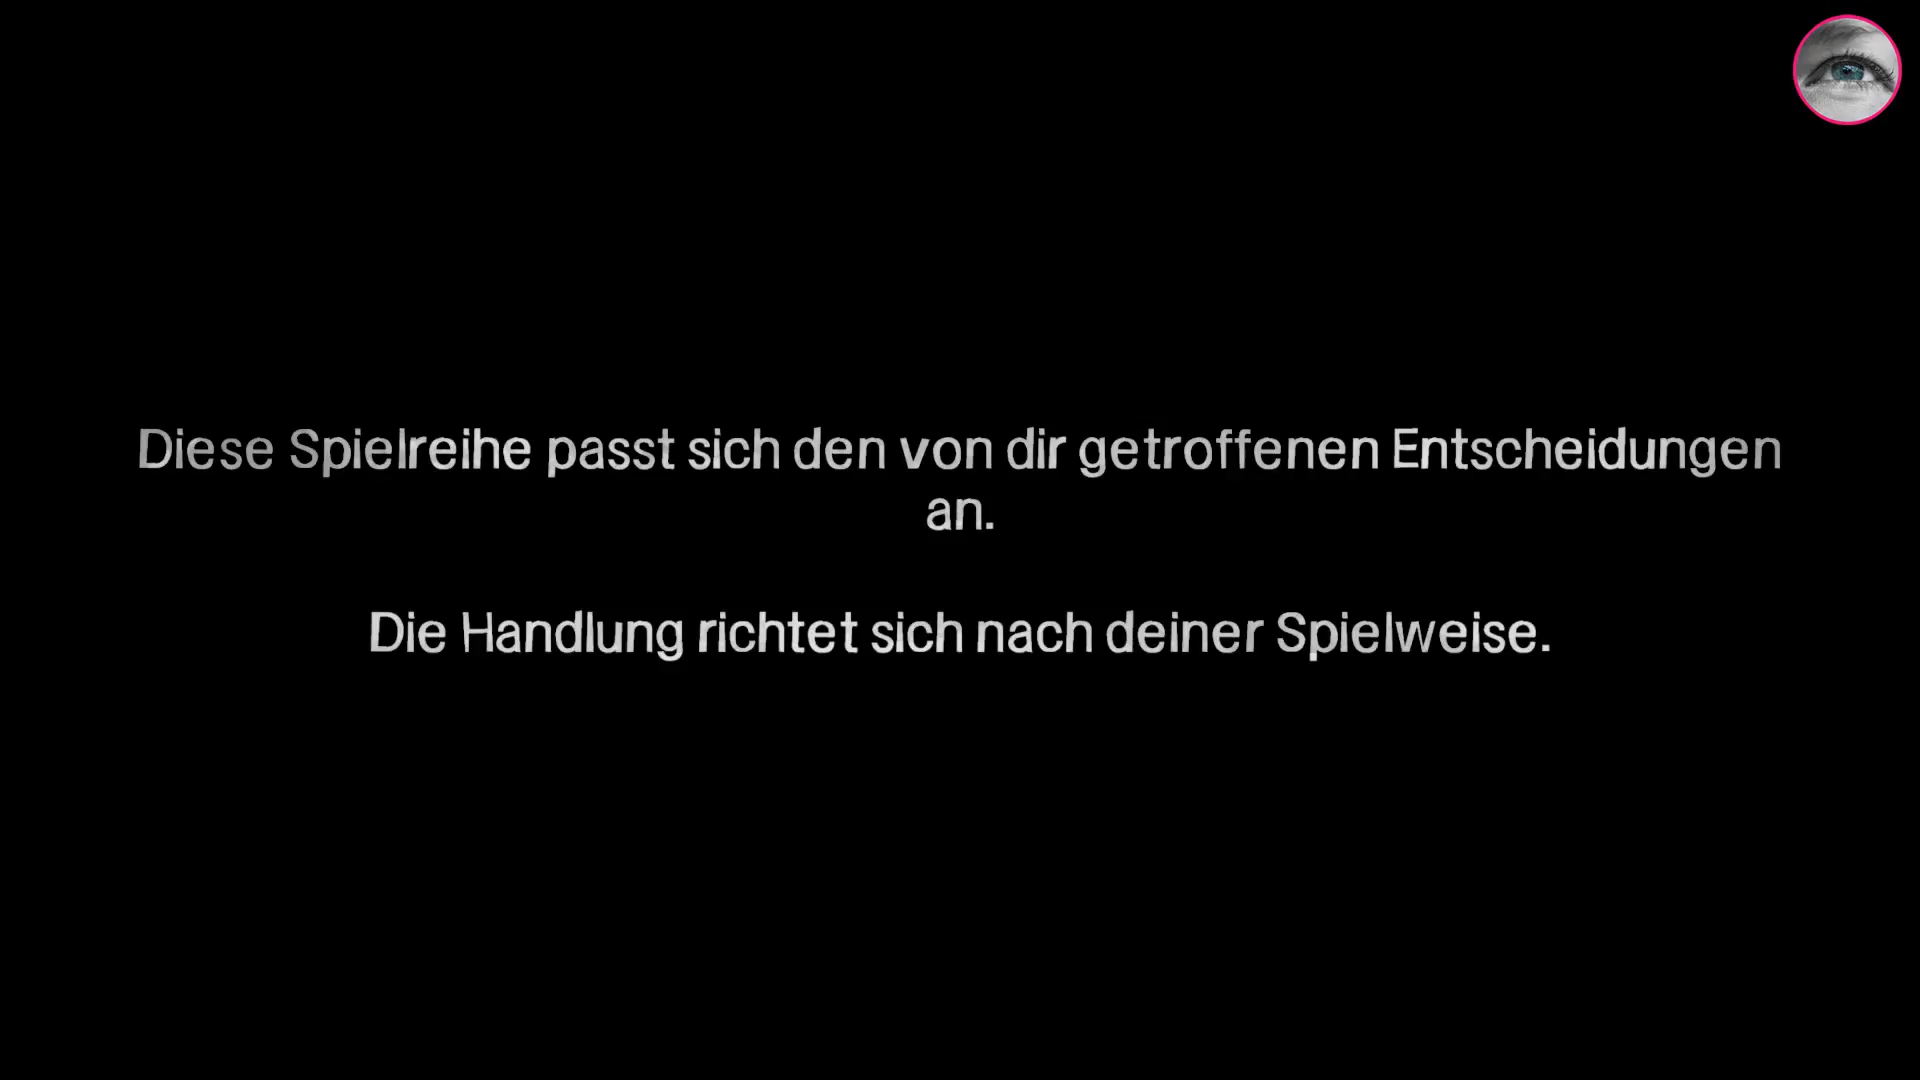 Diese Spielreihe passt sich den von dir getroffenen Entscheidungen
an.
Die Handlung richtet sich nach deiner Spielweise.